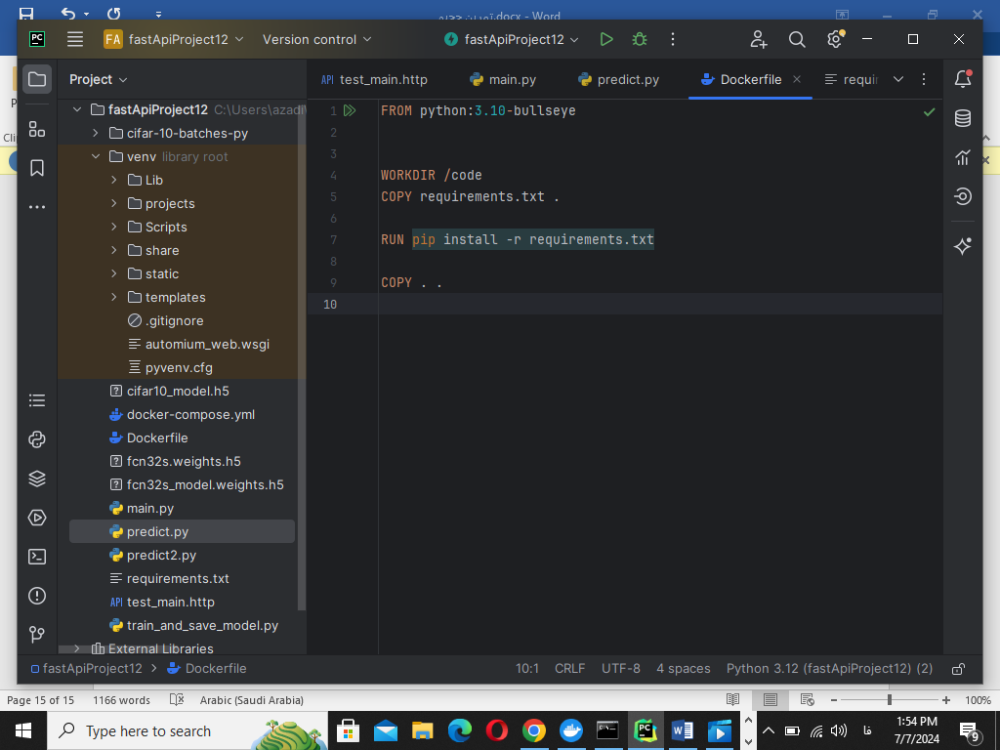 PC
FA fastApiProject12
Version control
fastApiProject12
Project
API test_main.http
main.py
predict.py
Dockerfile
requir
fastApiProject12 C:\Users\azadi
cifar-10-batches-py
venv library root
Lib
projects
Scripts
share
static
templates
.gitignore
automium_web.wsgi
pyvenv.cfg
cifar10_model.h5
docker-compose.yml
Dockerfile
fcn32s.weights.h5
fcn32s_model.weights.h5
main.py
predict.py
predict2.py
requirements.txt
API test_main.http
train_and_save_model.py
External Libraries
1 FROM python:3.10-bullseye
2
3
4 WORKDIR /code
5 COPY requirements.txt .
6
7 RUN pip install -r requirements.txt
8
9 COPY . .
10
fastApiProject12 > Dockerfile
10:1 CRLF UTF-8 4 spaces Python 3.12 (fastApiProject12) (2)
Page 15 of 15 1166 words Arabic (Saudi Arabia) 100%
Type here to search
PC
فا
1:54 PM
7/7/2024
9